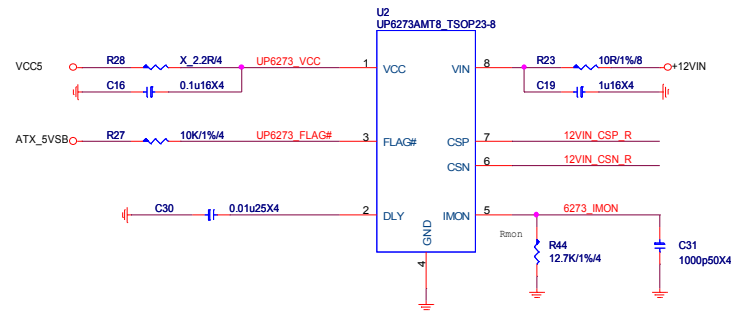 U2
UP6273AMT8_TSOP23-8
VCC5
R28
X_2.2R/4
UP6273_VCC
1
VCC
VIN
8
R23
10R/1%/8
+12VIN
C16
0.1u16X4
C19
1u16X4
ATX_5VSB
R27
10K/1%/4
UP6273_FLAG#
3
FLAG#
CSP
7
12VIN_CSP_R
CSN
6
12VIN_CSN_R
C30
0.01u25X4
2
DLY
IMON
5
6273_IMON
GND
4
Rmon
R44
12.7K/1%/4
C31
1000p50X4